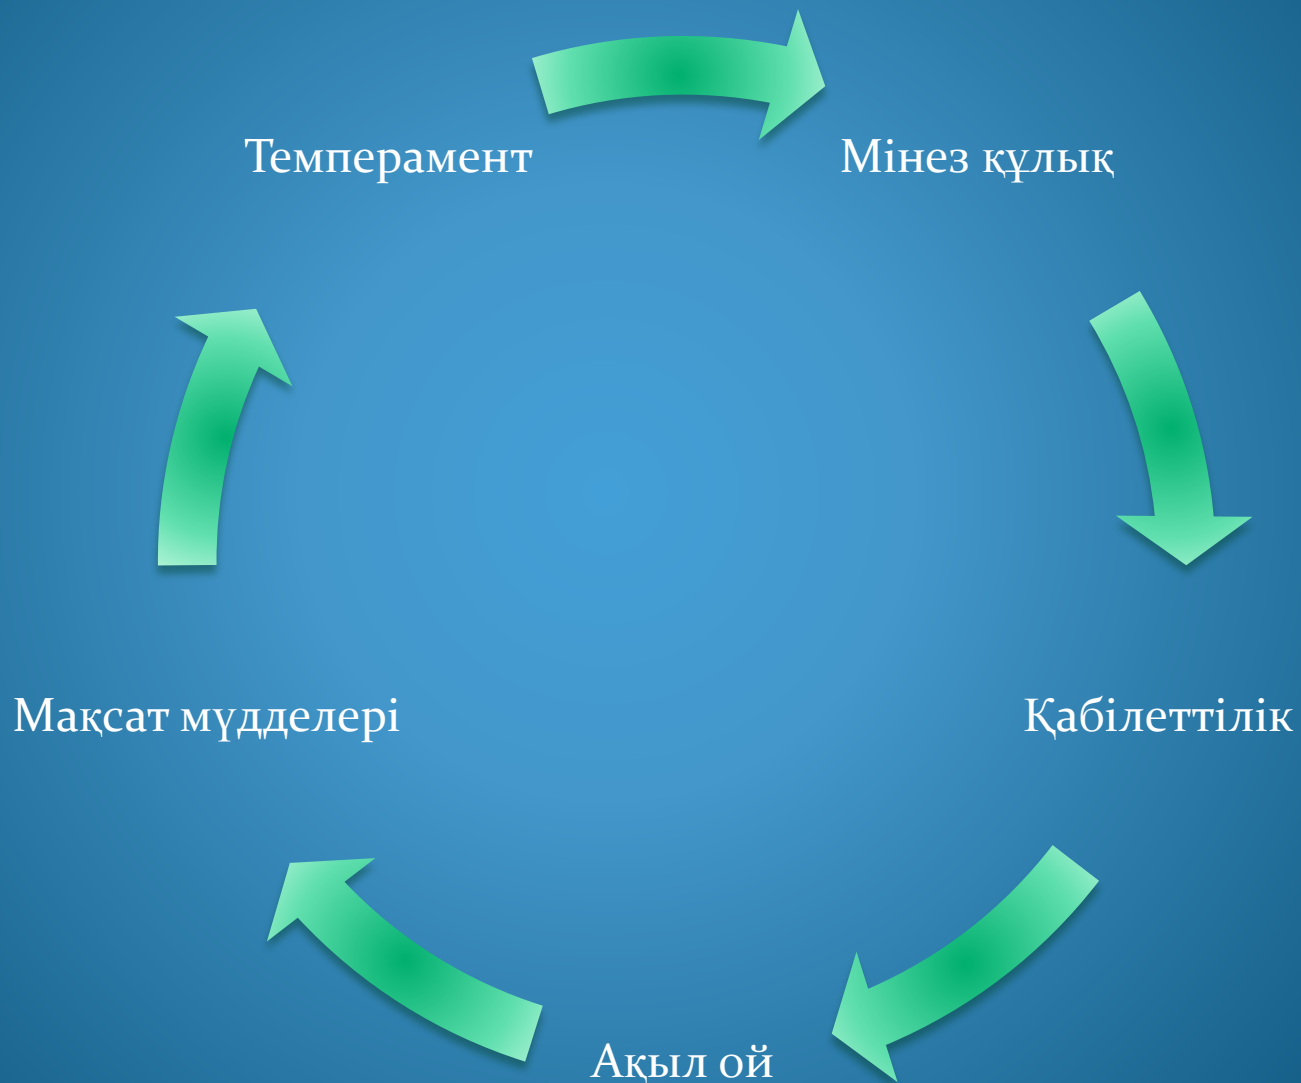 Темперамент
Мінез құлық
Мақсат мүдделері
Қабілеттілік
Ақыл ой